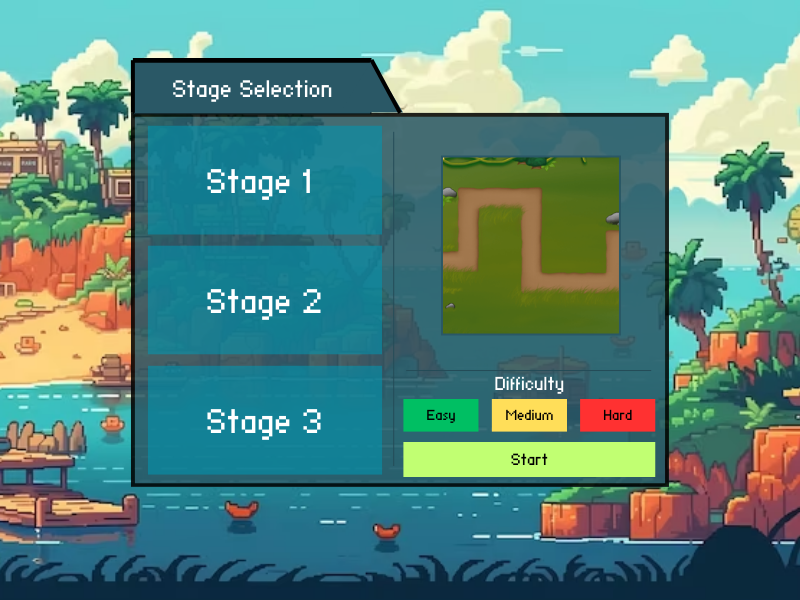 Stage Selection
Stage 1
Stage 2
Stage 3
Difficulty
Easy
Medium
Hard
Start